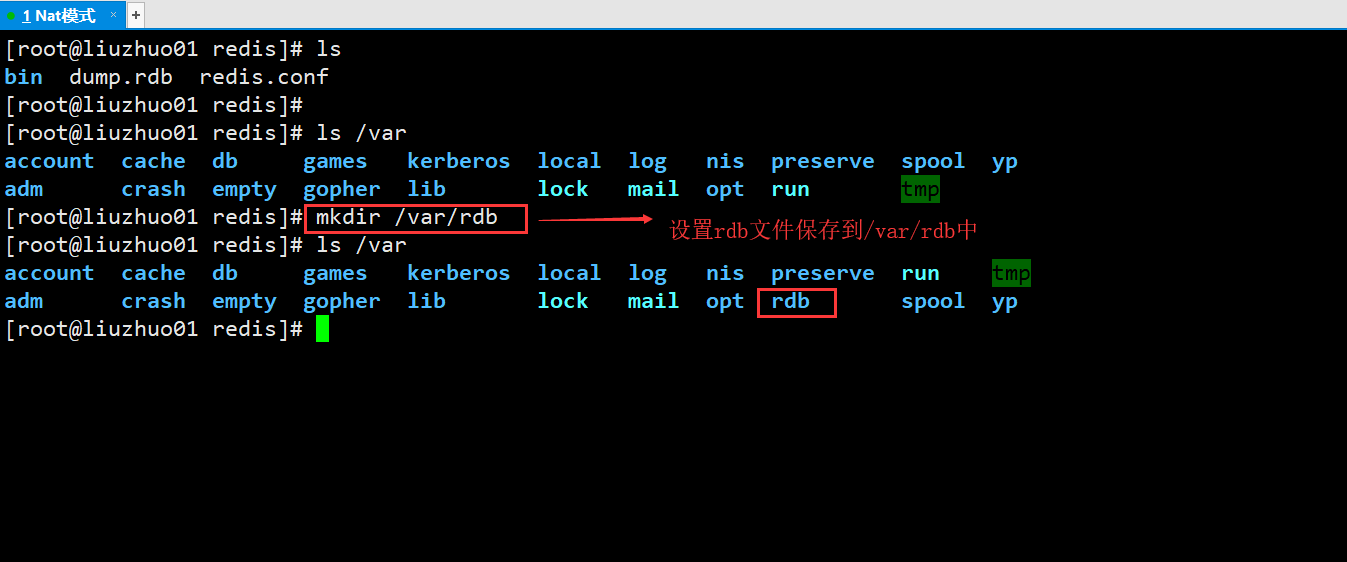 1 Nat模式 × +
[root@liuzhuo01 redis]# ls
bin  dump.rdb  redis.conf
[root@liuzhuo01 redis]#
[root@liuzhuo01 redis]# ls /var
account  cache  db     games   kerberos  local  log   nis  preserve  spool  yp
adm      crash  empty  gopher  lib       lock   mail  opt  run       tmp
[root@liuzhuo01 redis]# mkdir /var/rdb 设置rdb文件保存到/var/rdb中
[root@liuzhuo01 redis]# ls /var
account  cache  db     games   kerberos  local  log   nis  preserve  run    tmp
adm      crash  empty  gopher  lib       lock   mail  opt  rdb       spool  yp
[root@liuzhuo01 redis]#